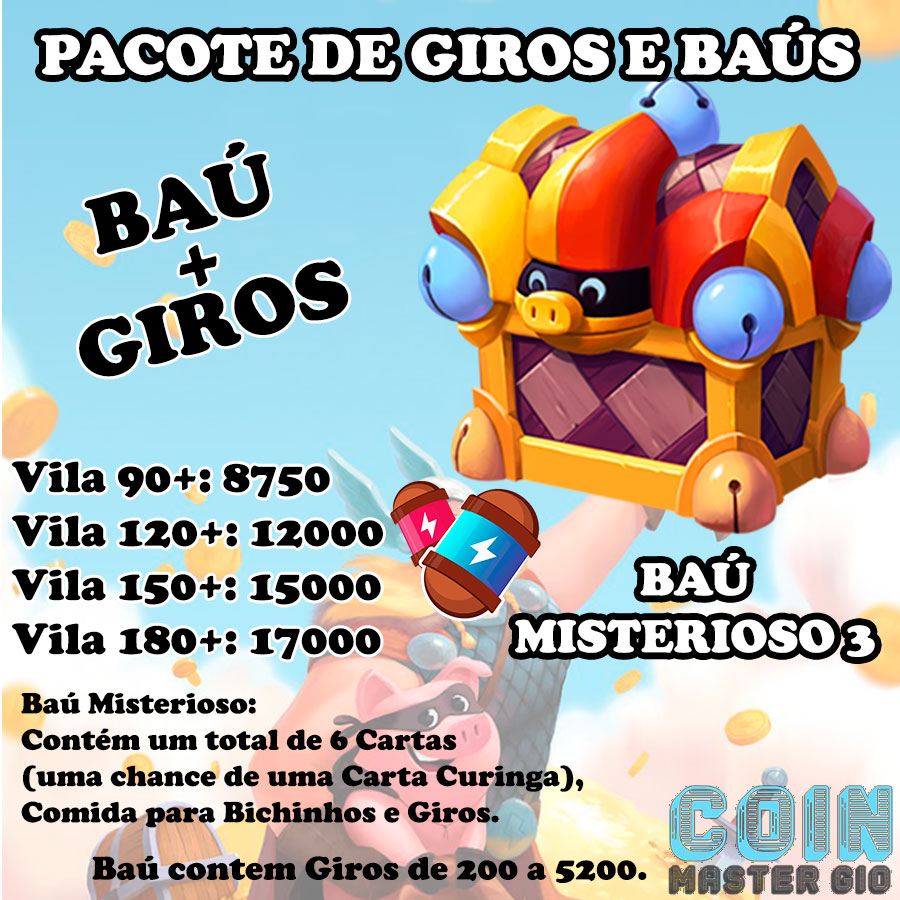 PACOTE DE GIROS E BAÚS
BAÚ
+
GIROS
Vila 90+: 8750
Vila 120+: 12000
Vila 150+: 15000
Vila 180+: 17000
BAÚ
MISTERIOSO 3
Baú Misterioso:
Contém um total de 6 Cartas
(uma chance de uma Carta Curinga),
Comida para Bichinhos e Giros.
Baú contem Giros de 200 a 5200.
COIN
MASTER GIO